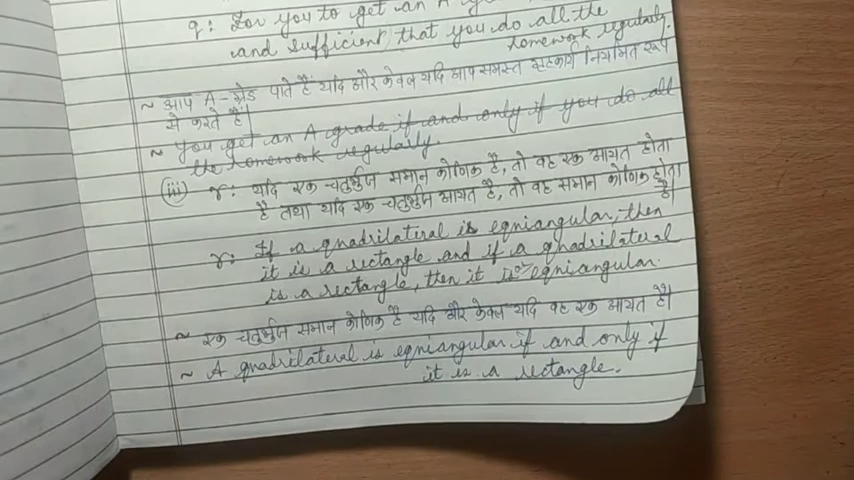 q: For you to get an A
and sufficient that you do all the
homework regularly.
~ आप A-ग्रेड पाते हैं यदि और केवल यदि आप समस्त गृहकार्य नियमित रूप
से करते हैं।
~ You get an A grade if and only if you do all
the homework regularly.
(iii) r: यदि एक चतुर्भुज समान कोणिक है, तो वह एक आयत होता
है तथा यदि एक चतुर्भुज आयत है, तो वह समान कोणिक होता
है।
r: If a quadrilateral is eqniangular, then
it is a rectangle and if a quadrilateral
is a rectangle, then it is eqniangular.
~ एक चतुर्भुज समान कोणिक है यदि और केवल यदि वह एक आयत है।
~ A quadrilateral is eqniangular if and only if
it is a rectangle.